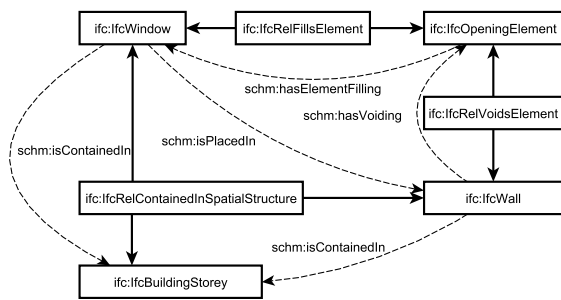 ifc:IfcWindow
ifc:IfcRelFillsElement
ifc:IfcOpeningElement
schm:hasElementFilling
schm:hasVoiding
ifc:IfcRelVoidsElement
schm:isPlacedIn
schm:isContainedIn
ifc:IfcRelContainedInSpatialStructure
ifc:IfcWall
schm:isContainedIn
ifc:IfcBuildingStorey